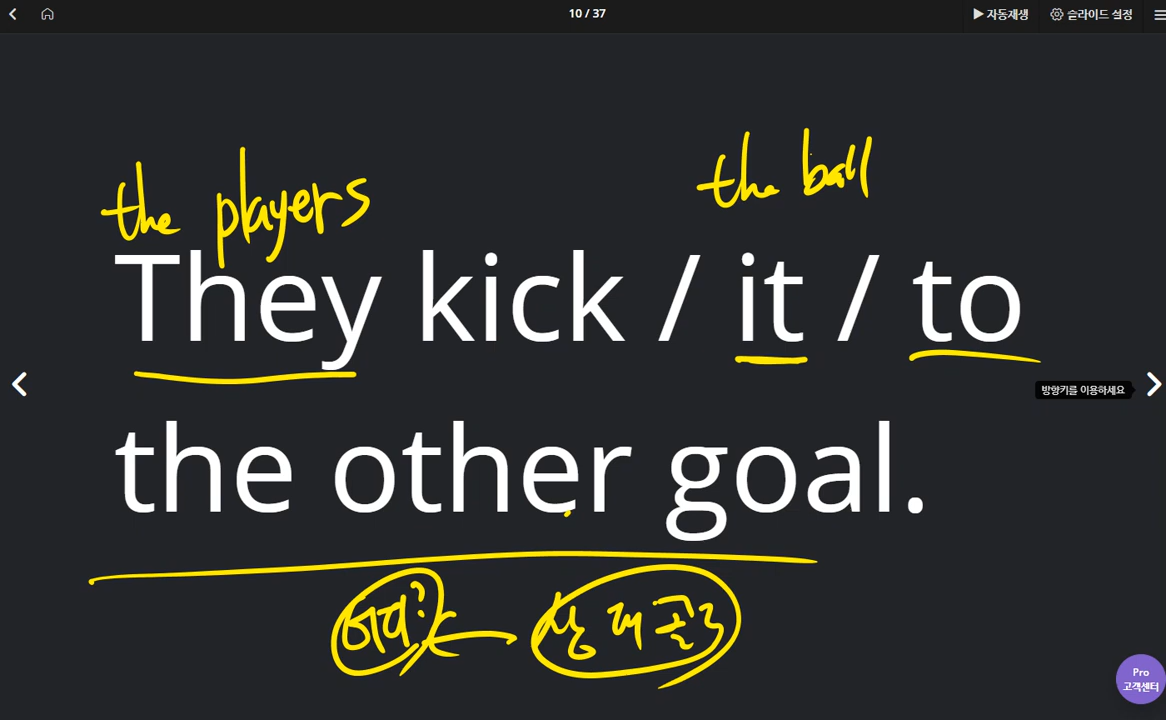 10 / 37
▶ 자동재생
슬라이드 설정
the players
the ball
They kick / it / to
방향키를 이용하세요
the other goal.
어디?
상대 골
Pro
고객센터